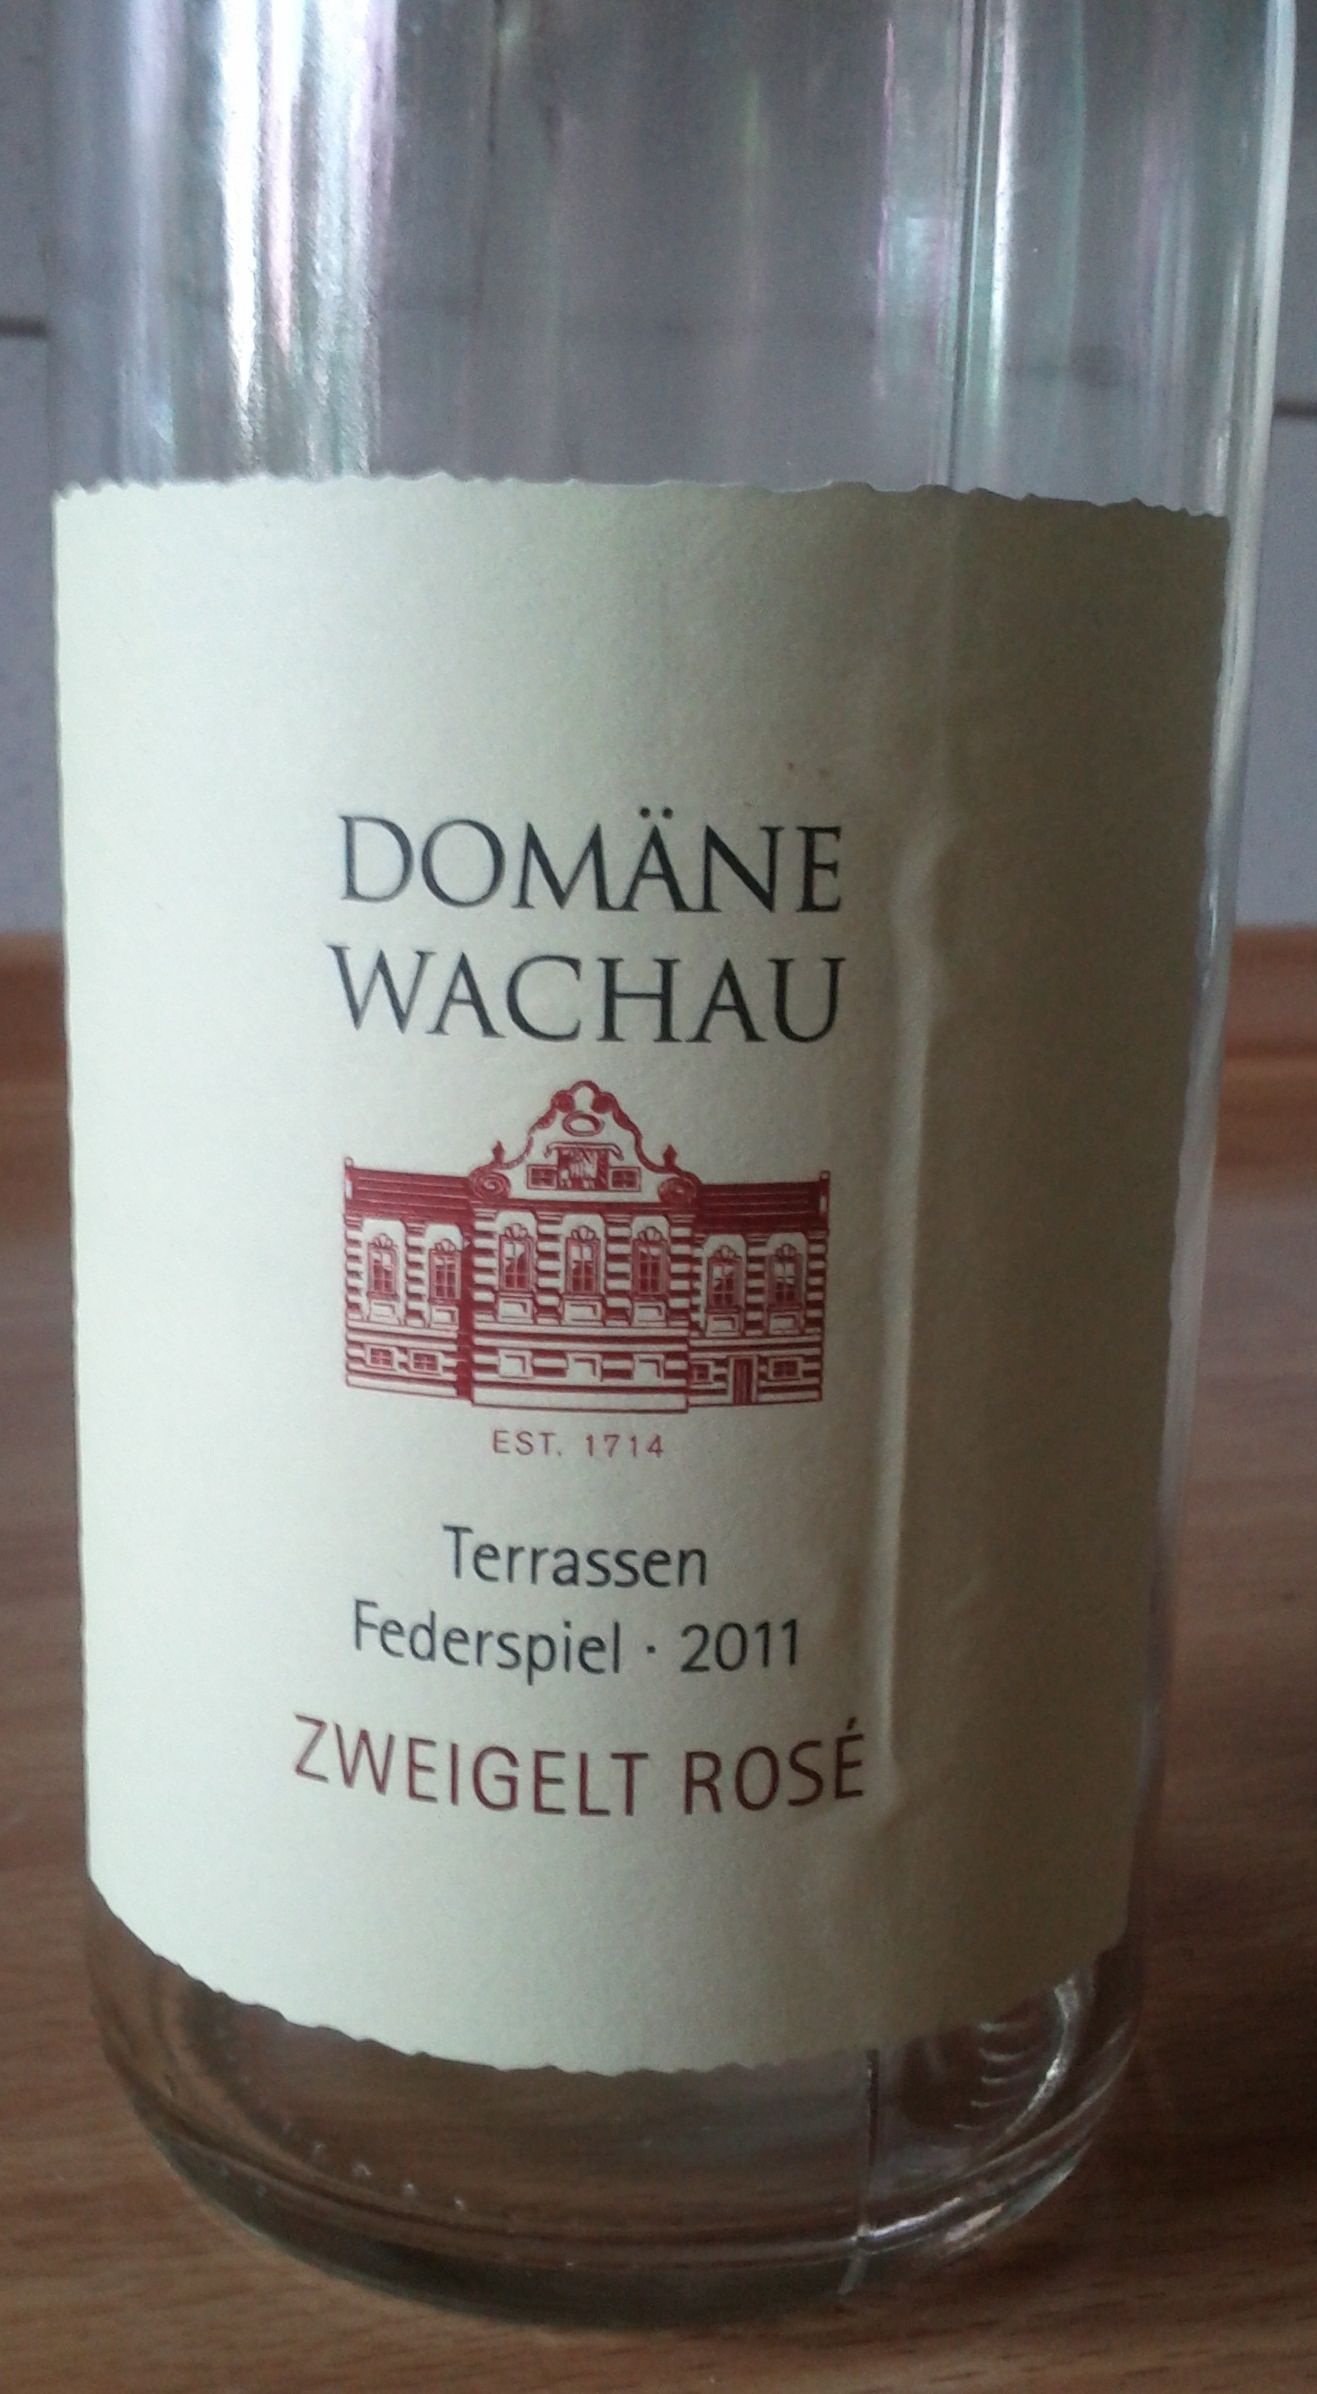 DOMÄNE
WACHAU
EST. 1714
Terrassen
Federspiel · 2011
ZWEIGELT ROSÉ